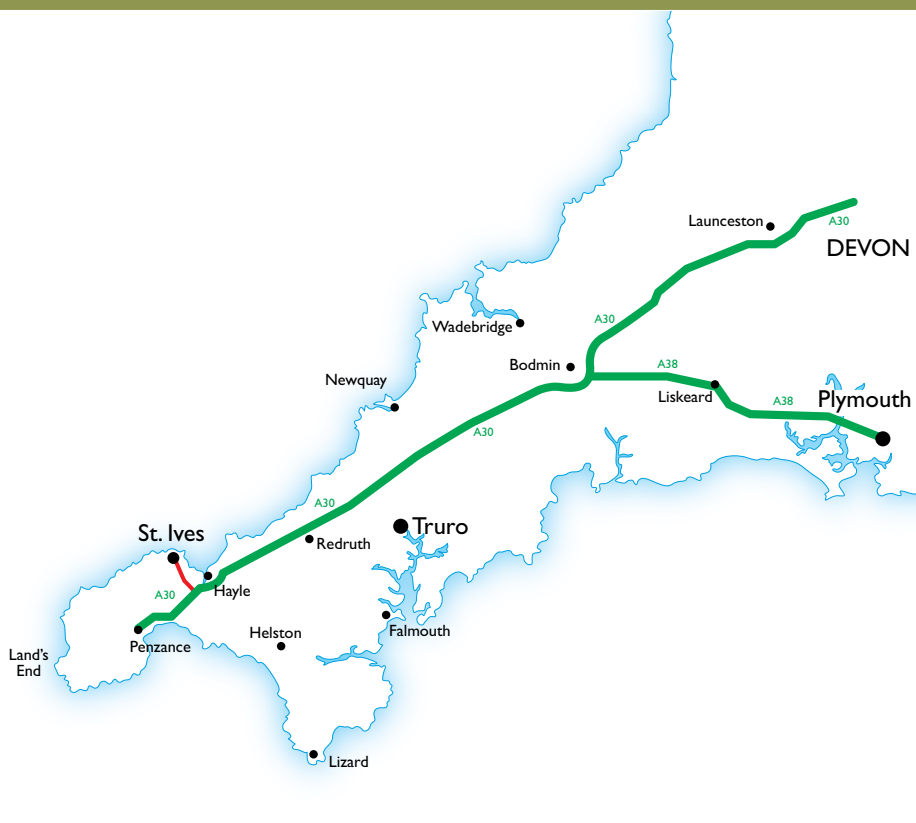 Launceston
A30
DEVON
A30
Wadebridge
Bodmin
A38
Newquay
Liskeard
A38
Plymouth
A30
A30
St. Ives
Truro
Redruth
Hayle
A30
Helston
Falmouth
Penzance
Land's
End
Lizard